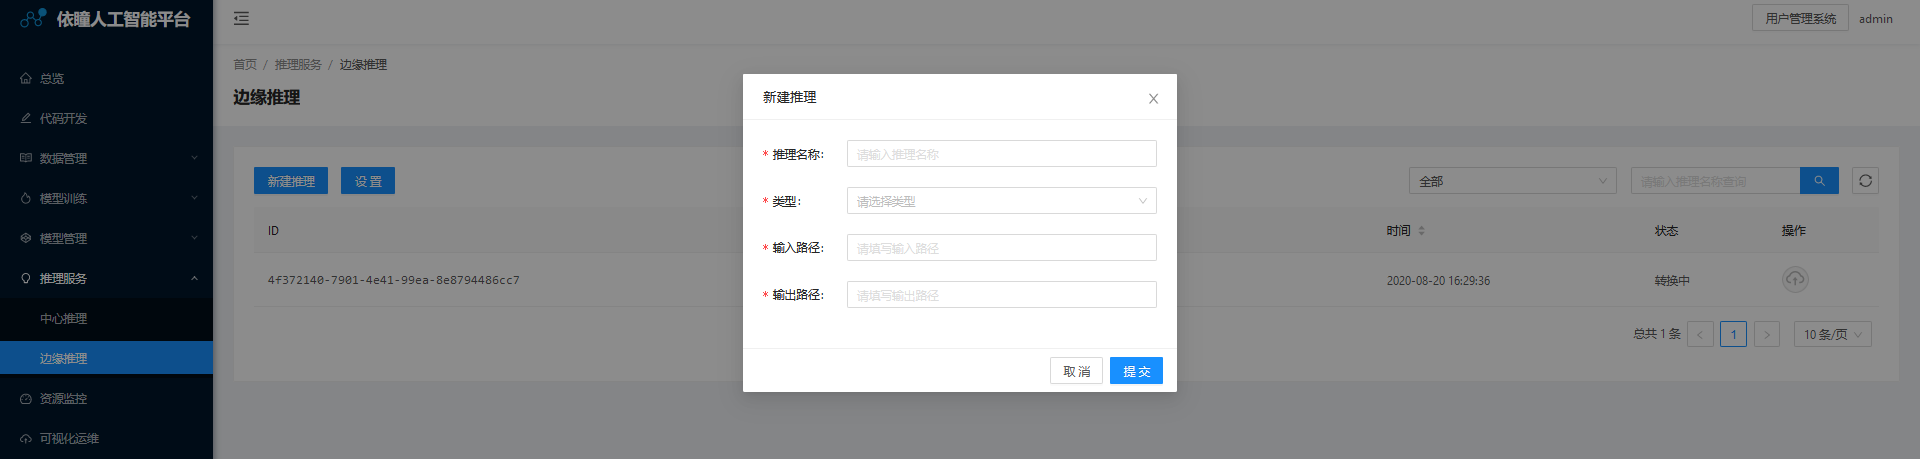 依瞳人工智能平台
用户管理系统 admin
总览
代码开发
数据管理
模型训练
模型管理
推理服务
中心推理
边缘推理
资源监控
可视化运维
首页 / 推理服务 / 边缘推理
边缘推理
新建推理 设置
全部 请输入推理名称查询
ID 时间 状态 操作
4f372140-7901-4e41-99ea-8e8794486cc7 2020-08-20 16:29:36 转换中
总共 1 条 < 1 > 10 条/页
新建推理
* 推理名称: 请输入推理名称
* 类型: 请选择类型
* 输入路径: 请填写输入路径
* 输出路径: 请填写输出路径
取消 提交